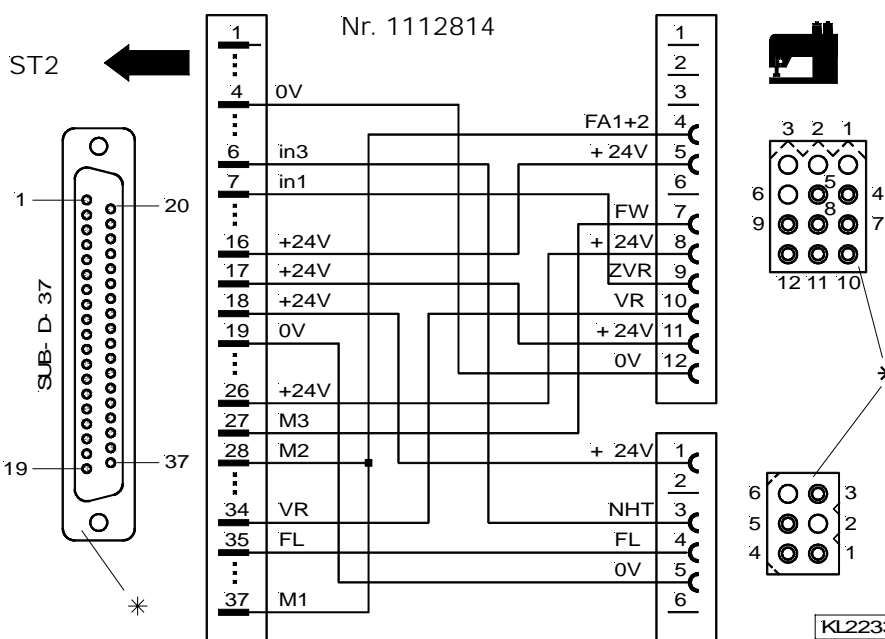 Nr. 1112814
ST2
1
4 0V
6 in3
7 in1
16 +24V
17 +24V
18 +24V
19 0V
26 +24V
27 M3
28 M2
34 VR
35 FL
37 M1
1
2
3
FA1+2 4
+24V 5
6
FW 7
+ 24V 8
ZVR 9
VR 10
+24V 11
0V 12
+ 24V 1
2
NHT 3
FL 4
0V 5
6
1 20
SUB- D- 37
19 37
*
3 2 1
5
6 4
8
9 7
12 11 10
*
6 3
5 2
4 1